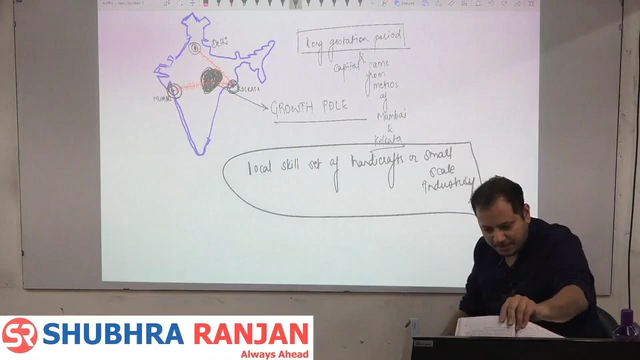 Delhi
MUMBAI
KOLKATA
GROWTH POLE
long gestation period
&
Capital came
from
metros
of
Mumbai
&
Kolkata
local skill set of handicrafts or small
scale
industry
SR SHUBHRA RANJAN
Always Ahead